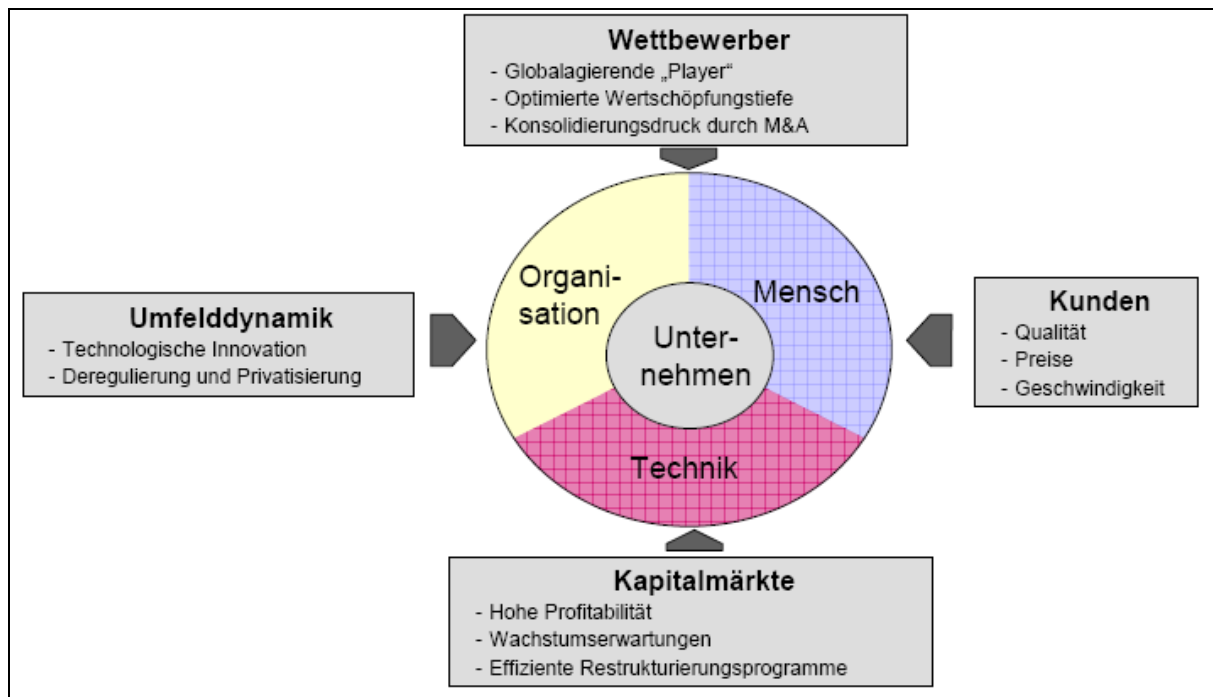 Wettbewerber
- Globalagierende „Player“
- Optimierte Wertschöpfungstiefe
- Konsolidierungsdruck durch M&A
Organi-
sation
Mensch
Unter-
nehmen
Technik
Umfelddynamik
- Technologische Innovation
- Deregulierung und Privatisierung
Kunden
- Qualität
- Preise
- Geschwindigkeit
Kapitalmärkte
- Hohe Profitabilität
- Wachstumserwartungen
- Effiziente Restrukturierungsprogramme